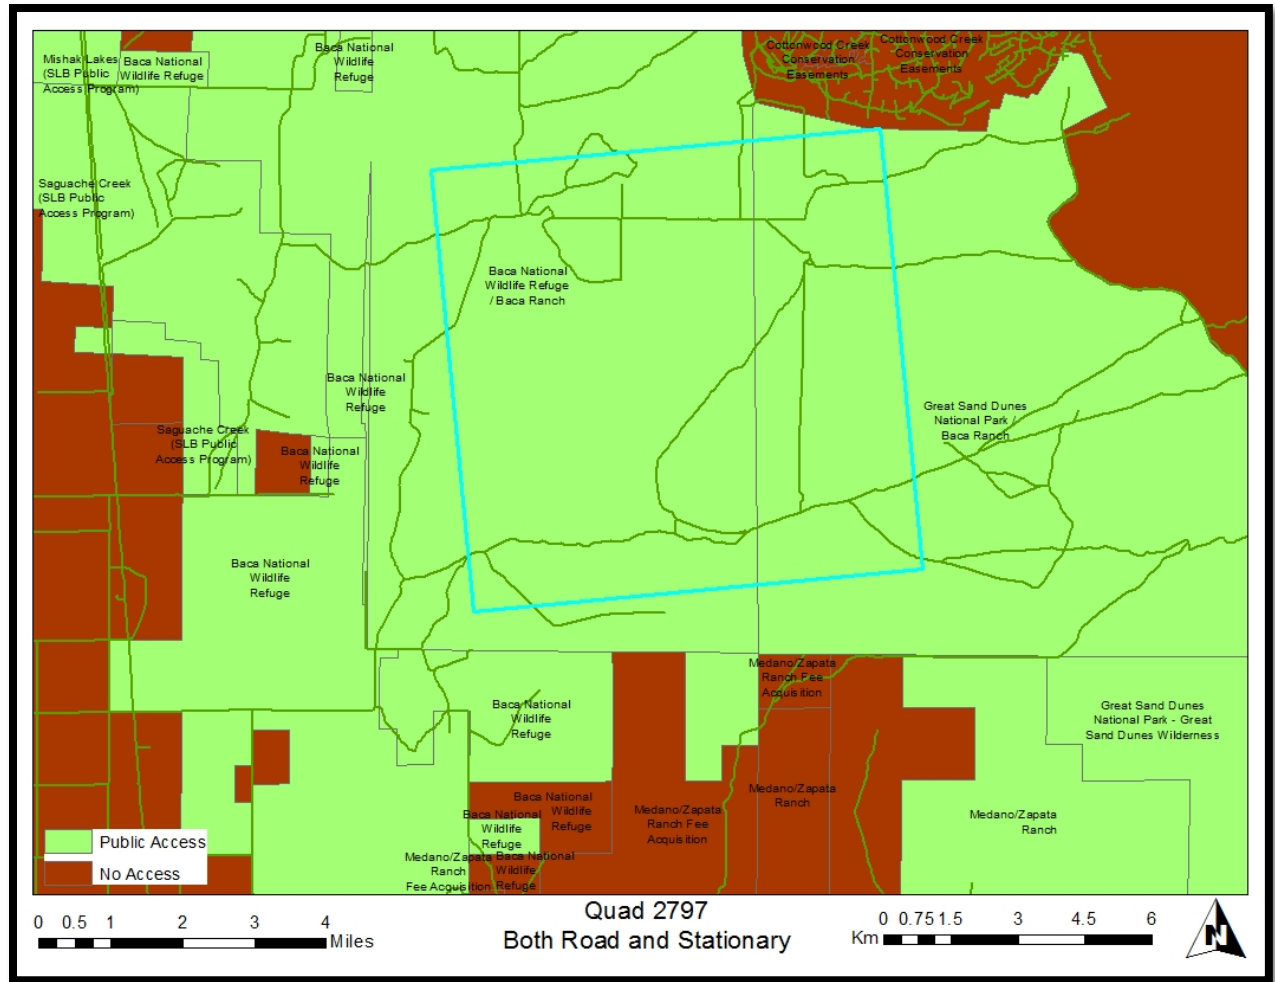 Mishak Lakes
(SLB Public
Access Program)
Baca National
Wildlife Refuge
Baca National
Wildlife
Refuge
Cottonwood Creek
Conservation
Easements
Cottonwood Creek
Conservation
Easements
Saguache Creek
(SLB Public
Access Program)
Baca National
Wildlife Refuge
/ Baca Ranch
Baca National
Wildlife
Refuge
Great Sand Dunes
National Park /
Baca Ranch
Saguache Creek
(SLB Public
Access Program)
Baca National
Wildlife
Refuge
Baca National
Wildlife
Refuge
Medano/Zapata
Ranch Fee
Acquisition
Baca National
Wildlife
Refuge
Great Sand Dunes
National Park - Great
Sand Dunes Wilderness
Medano/Zapata
Ranch
Baca National
Wildlife
Refuge
Baca National
Wildlife
Refuge
Medano/Zapata
Ranch Fee
Acquisition
Medano/Zapata
Ranch
Medano/Zapata
Ranch
Fee Acquisition
Baca National
Wildlife
Refuge
Public Access
No Access
0 0.5 1 2 3 4
Miles
Quad 2797
Both Road and Stationary
0 0.75 1.5 3 4.5 6
Km
N